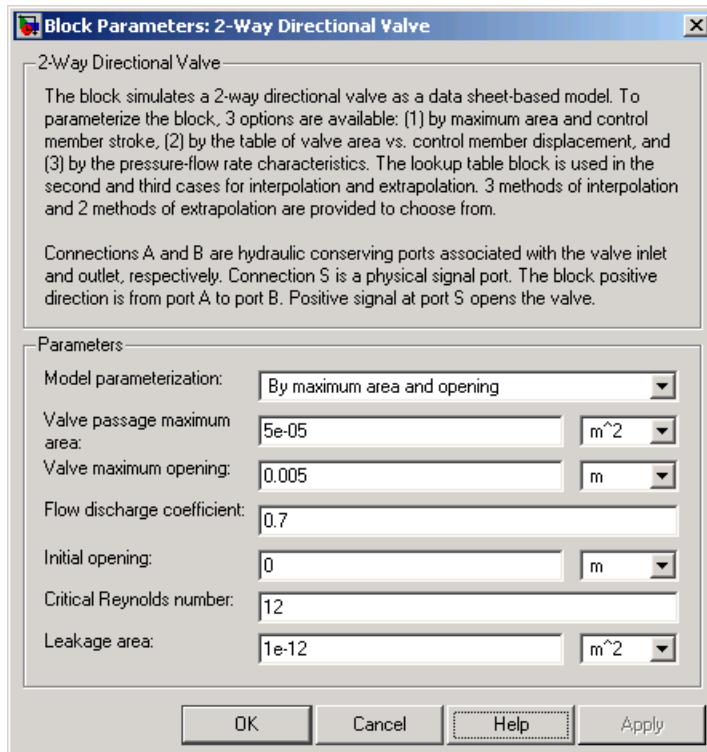 Block Parameters: 2-Way Directional Valve
2-Way Directional Valve
The block simulates a 2-way directional valve as a data sheet-based model. To
parameterize the block, 3 options are available: (1) by maximum area and control
member stroke, (2) by the table of valve area vs. control member displacement, and
(3) by the pressure-flow rate characteristics. The lookup table block is used in the
second and third cases for interpolation and extrapolation. 3 methods of interpolation
and 2 methods of extrapolation are provided to choose from.
Connections A and B are hydraulic conserving ports associated with the valve inlet
and outlet, respectively. Connection S is a physical signal port. The block positive
direction is from port A to port B. Positive signal at port S opens the valve.
Parameters
Model parameterization: By maximum area and opening
Valve passage maximum
area: 5e-05 m^2
Valve maximum opening: 0.005 m
Flow discharge coefficient: 0.7
Initial opening: 0 m
Critical Reynolds number: 12
Leakage area: 1e-12 m^2
OK Cancel Help Apply